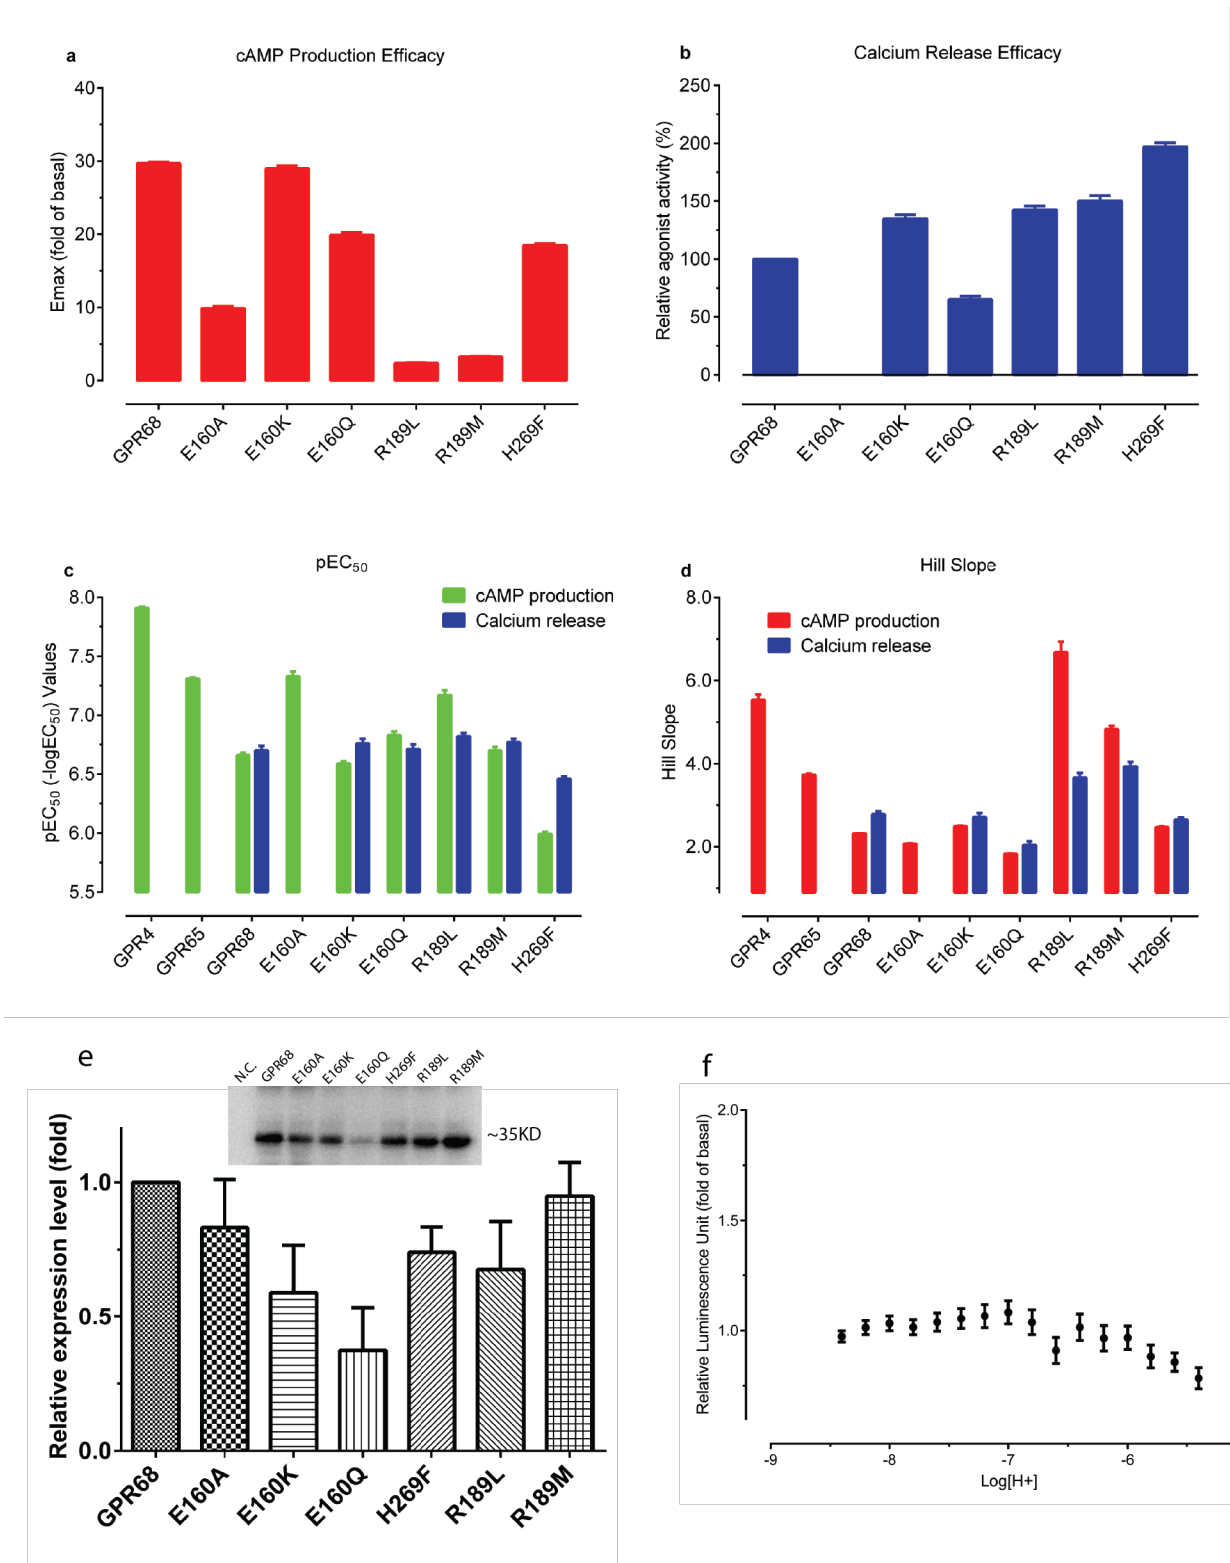 a
cAMP Production Efficacy
Emax (fold of basal)
40
30
20
10
0
GPR68
E160A
E160K
E160Q
R189L
R189M
H269F
b
Calcium Release Efficacy
Relative agonist activity (%)
250
200
150
100
50
0
GPR68
E160A
E160K
E160Q
R189L
R189M
H269F
c
pEC50
cAMP production
Calcium release
pEC50 (-logEC50) Values
8.0
7.5
7.0
6.5
6.0
5.5
GPR4
GPR65
GPR68
E160A
E160K
E160Q
R189L
R189M
H269F
d
Hill Slope
cAMP production
Calcium release
Hill Slope
8.0
6.0
4.0
2.0
GPR4
GPR65
GPR68
E160A
E160K
E160Q
R189L
R189M
H269F
e
N.C.
GPR68
E160A
E160K
E160Q
H269F
R189L
R189M
~35KD
Relative expression level (fold)
1.0
0.5
0.0
GPR68
E160A
E160K
E160Q
H269F
R189L
R189M
f
Relative Luminescence Unit (fold of basal)
2.0
1.5
1.0
-9
-8
-7
-6
Log[H+]